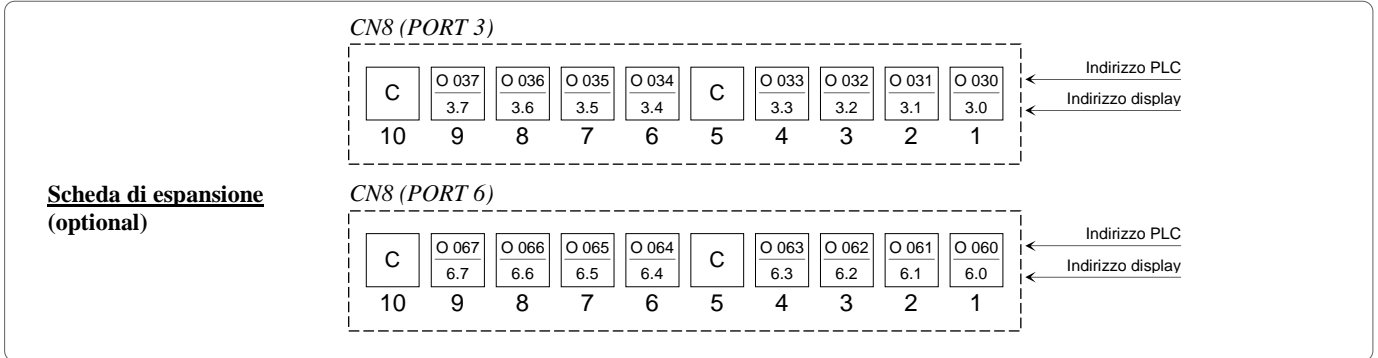 CN8 (PORT 3)
C O 037 O 036 O 035 O 034 C O 033 O 032 O 031 O 030 Indirizzo PLC
3.7 3.6 3.5 3.4 3.3 3.2 3.1 3.0 Indirizzo display
10 9 8 7 6 5 4 3 2 1
Scheda di espansione
(optional)
CN8 (PORT 6)
C O 067 O 066 O 065 O 064 C O 063 O 062 O 061 O 060 Indirizzo PLC
6.7 6.6 6.5 6.4 6.3 6.2 6.1 6.0 Indirizzo display
10 9 8 7 6 5 4 3 2 1